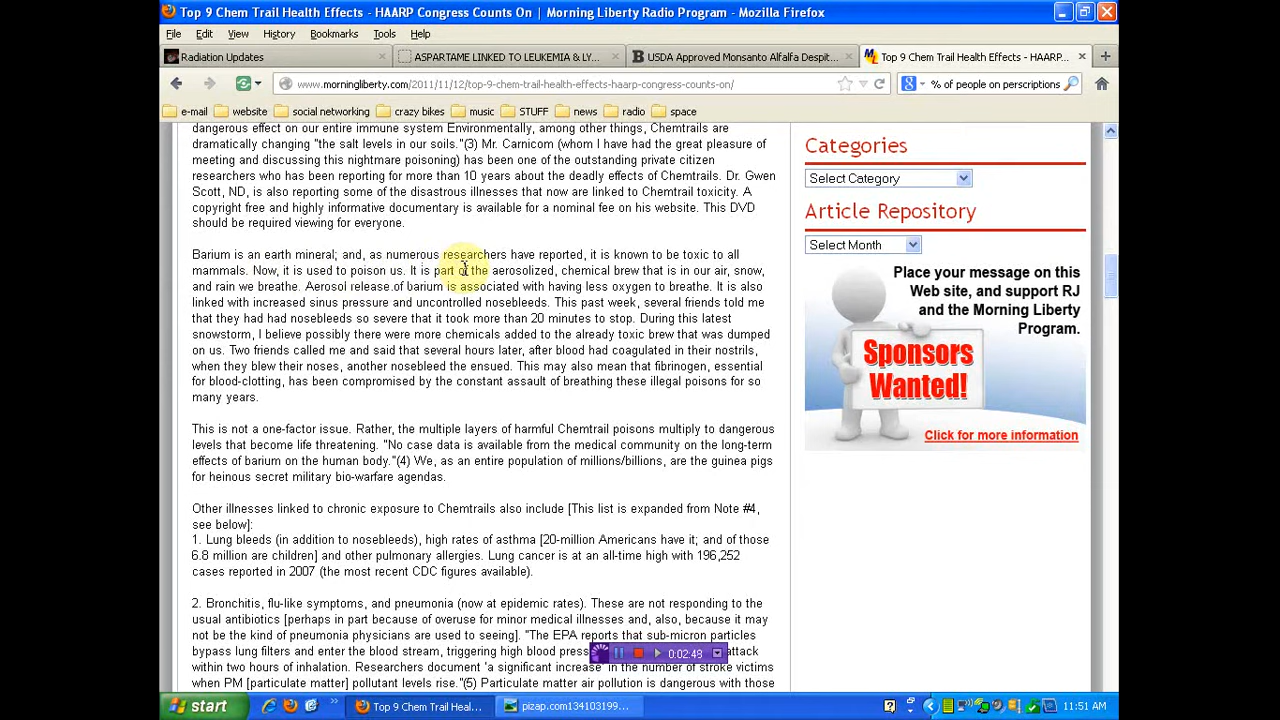 Top 9 Chem Trail Health Effects - HAARP Congress Counts On | Morning Liberty Radio Program - Mozilla Firefox
File Edit View History Bookmarks Tools Help
Radiation Updates
ASPARTAME LINKED TO LEUKEMIA & LY...
USDA Approved Monsanto Alfalfa Despit...
Top 9 Chem Trail Health Effects - HAARP...
www.morningliberty.com/2011/11/12/top-9-chem-trail-health-effects-haarp-congress-counts-on/
% of people on perscriptions
e-mail website social networking crazy bikes music STUFF news radio space
dangerous effect on our entire immune system Environmentally, among other things, Chemtrails are
dramatically changing "the salt levels in our soils."(3) Mr. Carnicom (whom I have had the great pleasure of
meeting and discussing this nightmare poisoning) has been one of the outstanding private citizen
researchers who has been reporting for more than 10 years about the deadly effects of Chemtrails. Dr. Gwen
Scott, ND, is also reporting some of the disastrous illnesses that now are linked to Chemtrail toxicity. A
copyright free and highly informative documentary is available for a nominal fee on his website. This DVD
should be required viewing for everyone.
Barium is an earth mineral; and, as numerous researchers have reported, it is known to be toxic to all
mammals. Now, it is used to poison us. It is part of the aerosolized, chemical brew that is in our air, snow,
and rain we breathe. Aerosol release of Barium is associated with having less oxygen to breathe. It is also
linked with increased sinus pressure and uncontrolled nosebleeds. This past week, several friends told me
that they had had nosebleeds so severe that it took more than 20 minutes to stop. During this latest
snowstorm, I believe possibly there were more chemicals added to the already toxic brew that was dumped
on us. Two friends called me and said that several hours later, after blood had coagulated in their nostrils,
when they blew their noses, another nosebleed the ensued. This may also mean that fibrinogen, essential
for blood-clotting, has been compromised by the constant assault of breathing these illegal poisons for so
many years.
This is not a one-factor issue. Rather, the multiple layers of harmful Chemtrail poisons multiply to dangerous
levels that become life threating. "No case data is available from the medical community on the long-term
effects of barium on the human body."(4) We, as an entire population of millions/billions, are the guinea pigs
for heinous secret military bio-warfare agendas.
Other illnesses linked to chronic exposure to Chemtrails also include [This list is expanded from Note #4,
see below]:
1. Lung bleeds (in addition to nosebleeds), high rates of asthma [20-million Americans have it; and of those
6.8 million are children] and other pulmonary allergies. Lung cancer is at an all-time high with 196,252
cases reported in 2007 (the most recent CDC figures available).
2. Bronchitis, flu-like symptoms, and pneumonia (now at epidemic rates). These are not responding to the
usual antibiotics [perhaps in part because of overuse for minor medical illnesses and, also, because it may
not be the kind of pneumonia physicians are used to seeing]. "The EPA reports that sub-micron particles
bypass lung filters and enter the blood stream, triggering high blood press attack
within two hours of inhalation. Researchers document 'a significant increase' in the number of stroke victims
when PM [particulate matter] pollutant levels rise."(5) Particulate matter air pollution is dangerous with those
Categories
Select Category
Article Repository
Select Month
Place your message on this
Web site, and support RJ
and the Morning Liberty
Program.
Sponsors
Wanted!
Click for more information
0:02:48
start
Top 9 Chem Trail Heal...
pizap.com134103199...
11:51 AM